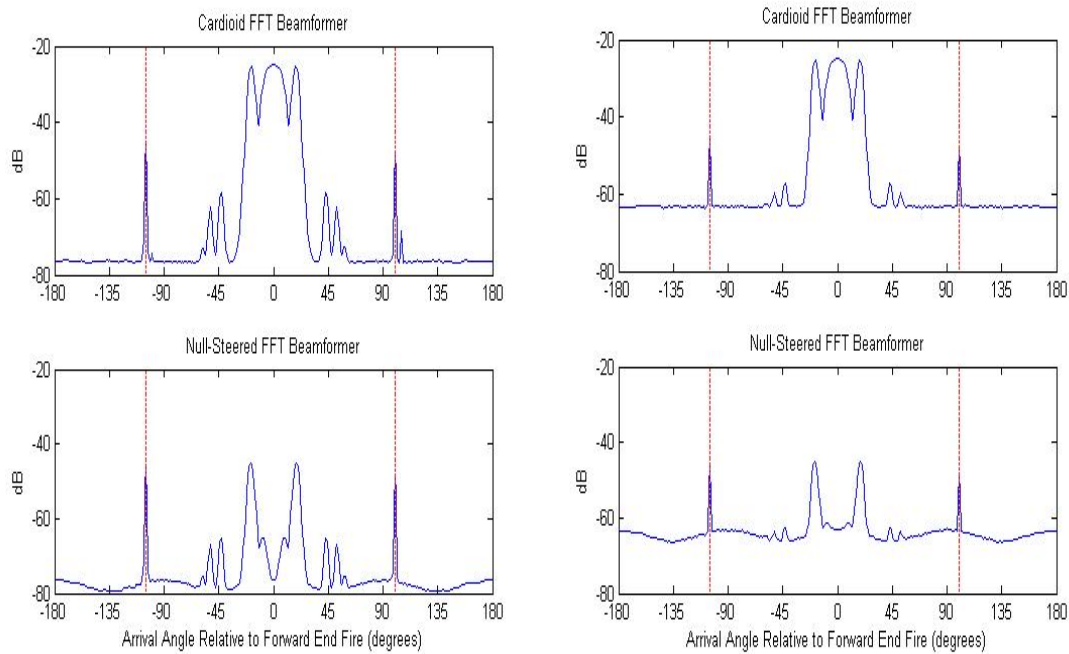 Cardioid FFT Beamformer
-20
-40
-60
-80
dB
-180 -135 -90 -45 0 45 90 135 180
Cardioid FFT Beamformer
-20
-40
-60
-80
dB
-180 -135 -90 -45 0 45 90 135 180
Null-Steered FFT Beamformer
-20
-40
-60
-80
dB
-180 -135 -90 -45 0 45 90 135 180
Arrival Angle Relative to Forward End Fire (degrees)
Null-Steered FFT Beamformer
-20
-40
-60
-80
dB
-180 -135 -90 -45 0 45 90 135 180
Arrival Angle Relative to Forward End Fire (degrees)